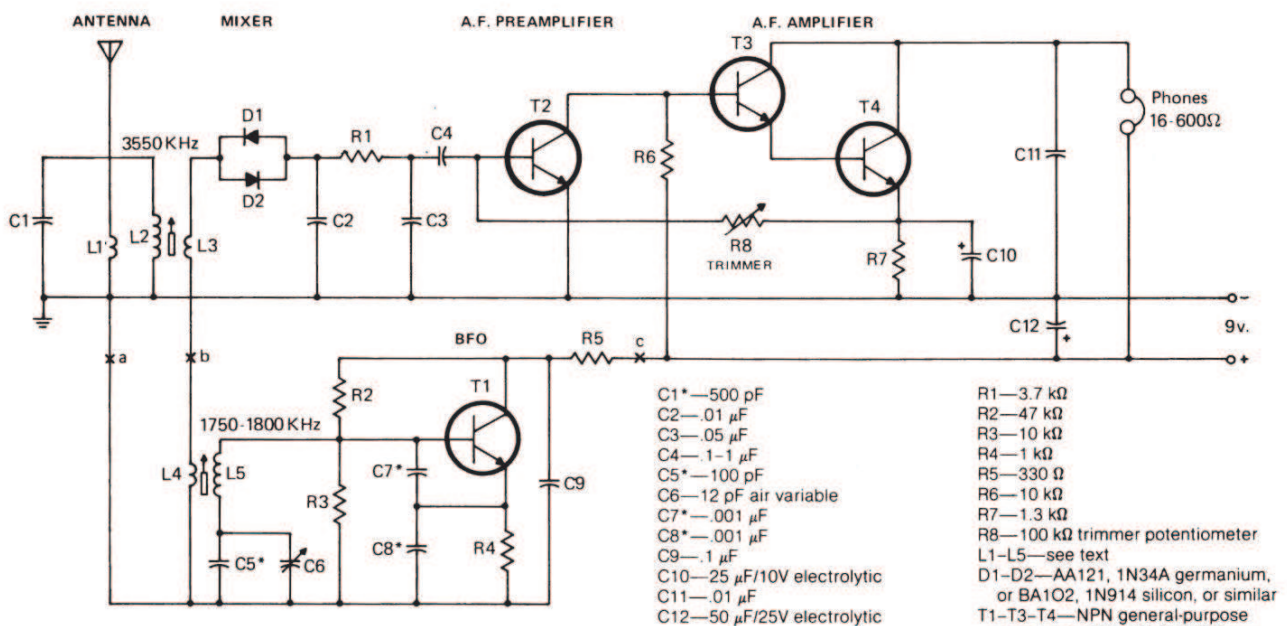 ANTENNA MIXER A.F. PREAMPLIFIER A.F. AMPLIFIER
T3
D1
T2
T4
Phones
16-600Ω
3550 KHz
R1
C4
R6
C11
D2
C1
L1
L2
L3
C2
C3
R8
TRIMMER
R7
+
C10
−
C12
9v.
+
+
a
b
BFO
R5
c
R2
T1
1750-1800 KHz
L4
L5
C7*
R3
C9
C5*
C6
C8*
R4
C1*—500 pF
C2—.01 µF
C3—.05 µF
C4—.1–1 µF
C5*—100 pF
C6—12 pF air variable
C7*—.001 µF
C8*—.001 µF
C9—.1 µF
C10—25 µF/10V electrolytic
C11—.01 µF
C12—50 µF/25V electrolytic
R1—3.7 kΩ
R2—47 kΩ
R3—10 kΩ
R4—1 kΩ
R5—330 Ω
R6—10 kΩ
R7—1.3 kΩ
R8—100 kΩ trimmer potentiometer
L1–L5—see text
D1–D2—AA121, 1N34A germanium,
or BA1O2, 1N914 silicon, or similar
T1–T3–T4—NPN general-purpose